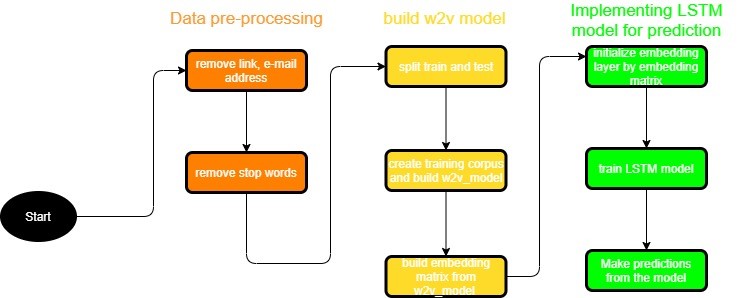 Data pre-processing
build w2v_model
Implementing LSTM
model for prediction
Start
remove link, e-mail
address
remove stop words
split train and test
create training corpus
and build w2v_model
build embedding
matrix from
w2v_model
initialize embedding
layer by embedding
matrix
train LSTM model
Make predictions
from the model